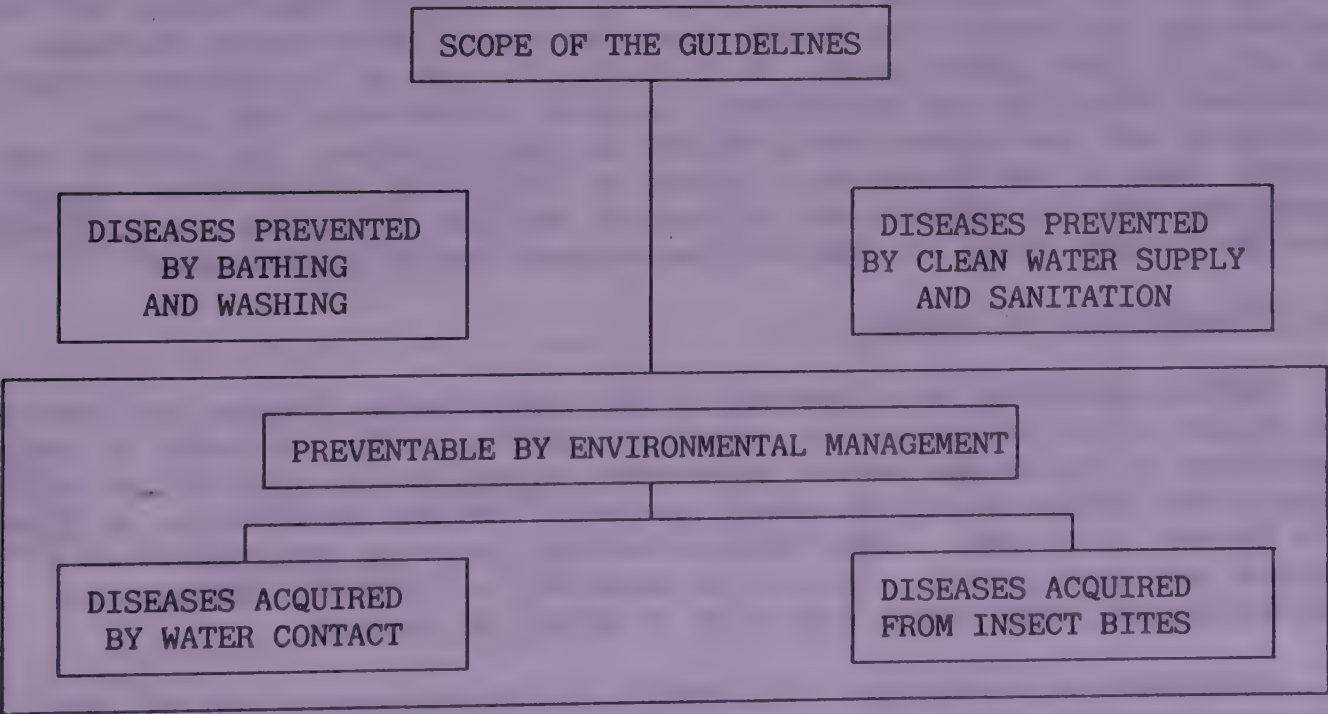 SCOPE OF THE GUIDELINES
DISEASES PREVENTED
BY BATHING
AND WASHING
DISEASES PREVENTED
BY CLEAN WATER SUPPLY
AND SANITATION
PREVENTABLE BY ENVIRONMENTAL MANAGEMENT
DISEASES ACQUIRED
BY WATER CONTACT
DISEASES ACQUIRED
FROM INSECT BITES